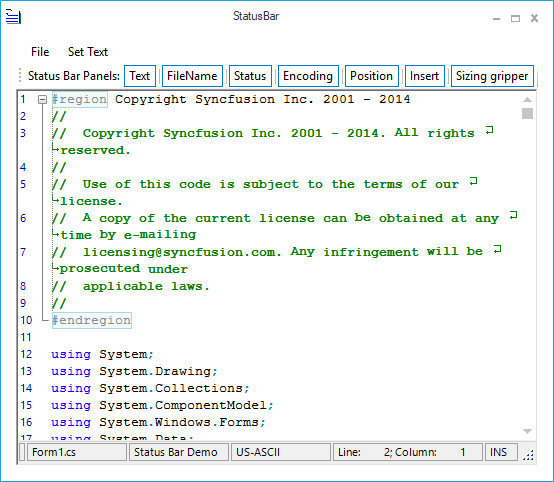 StatusBar
File Set Text
Status Bar Panels: Text FileName Status Encoding Position Insert Sizing gripper
1 #region Copyright Syncfusion Inc. 2001 - 2014
2 //
3 //  Copyright Syncfusion Inc. 2001 - 2014. All rights
reserved.
4 //
5 //  Use of this code is subject to the terms of our
license.
6 //  A copy of the current license can be obtained at any
time by e-mailing
7 //  licensing@syncfusion.com. Any infringement will be
prosecuted under
8 //  applicable laws.
9 //
10 #endregion
11
12 using System;
13 using System.Drawing;
14 using System.Collections;
15 using System.ComponentModel;
16 using System.Windows.Forms;
17 using System.Data;
Form1.cs Status Bar Demo US-ASCII Line: 2; Column: 1 INS